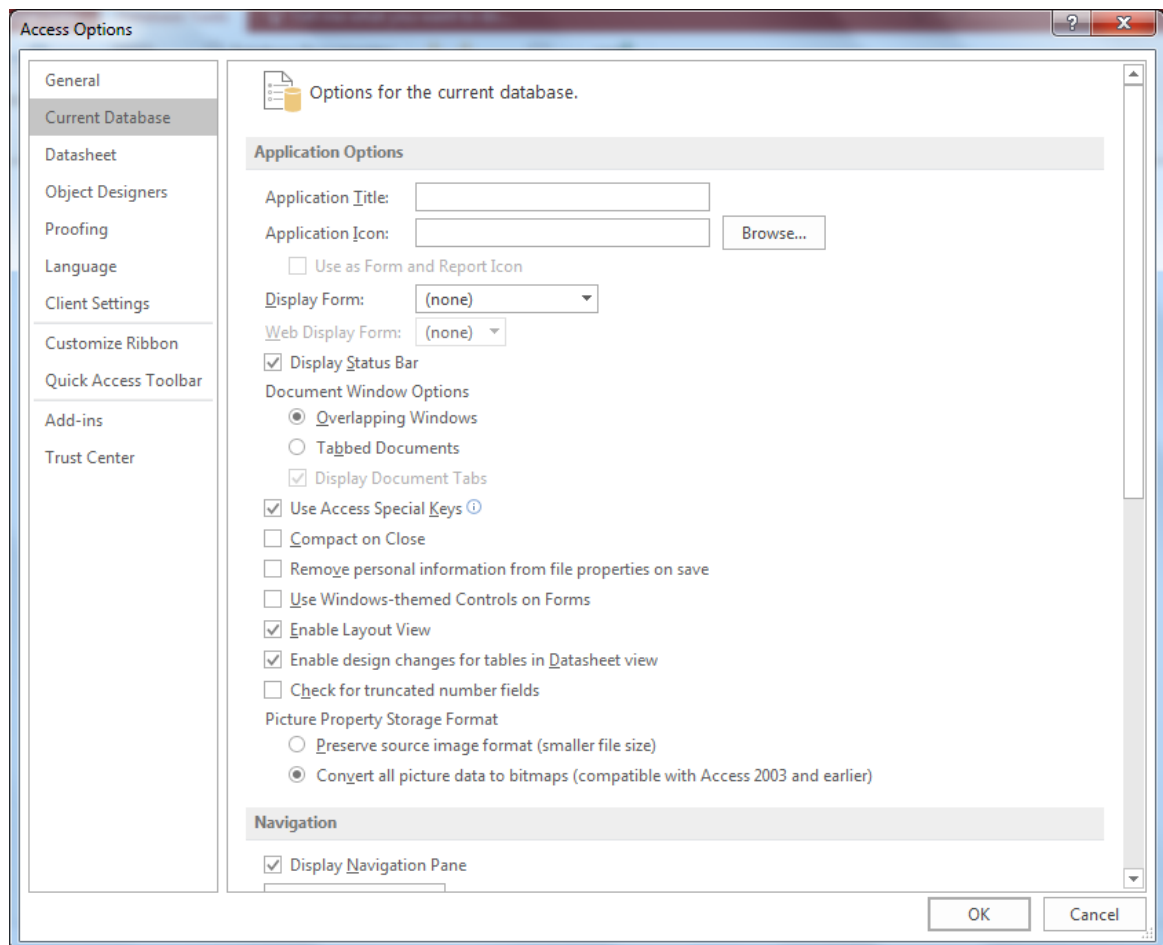 Access Options
?
X
General
Current Database
Datasheet
Object Designers
Proofing
Language
Client Settings
Customize Ribbon
Quick Access Toolbar
Add-ins
Trust Center
Options for the current database.
Application Options
Application Title:
Application Icon:
Browse...
Use as Form and Report Icon
Display Form:
(none)
Web Display Form:
(none)
Display Status Bar
Document Window Options
Overlapping Windows
Tabbed Documents
Display Document Tabs
Use Access Special Keys
Compact on Close
Remove personal information from file properties on save
Use Windows-themed Controls on Forms
Enable Layout View
Enable design changes for tables in Datasheet view
Check for truncated number fields
Picture Property Storage Format
Preserve source image format (smaller file size)
Convert all picture data to bitmaps (compatible with Access 2003 and earlier)
Navigation
Display Navigation Pane
OK
Cancel